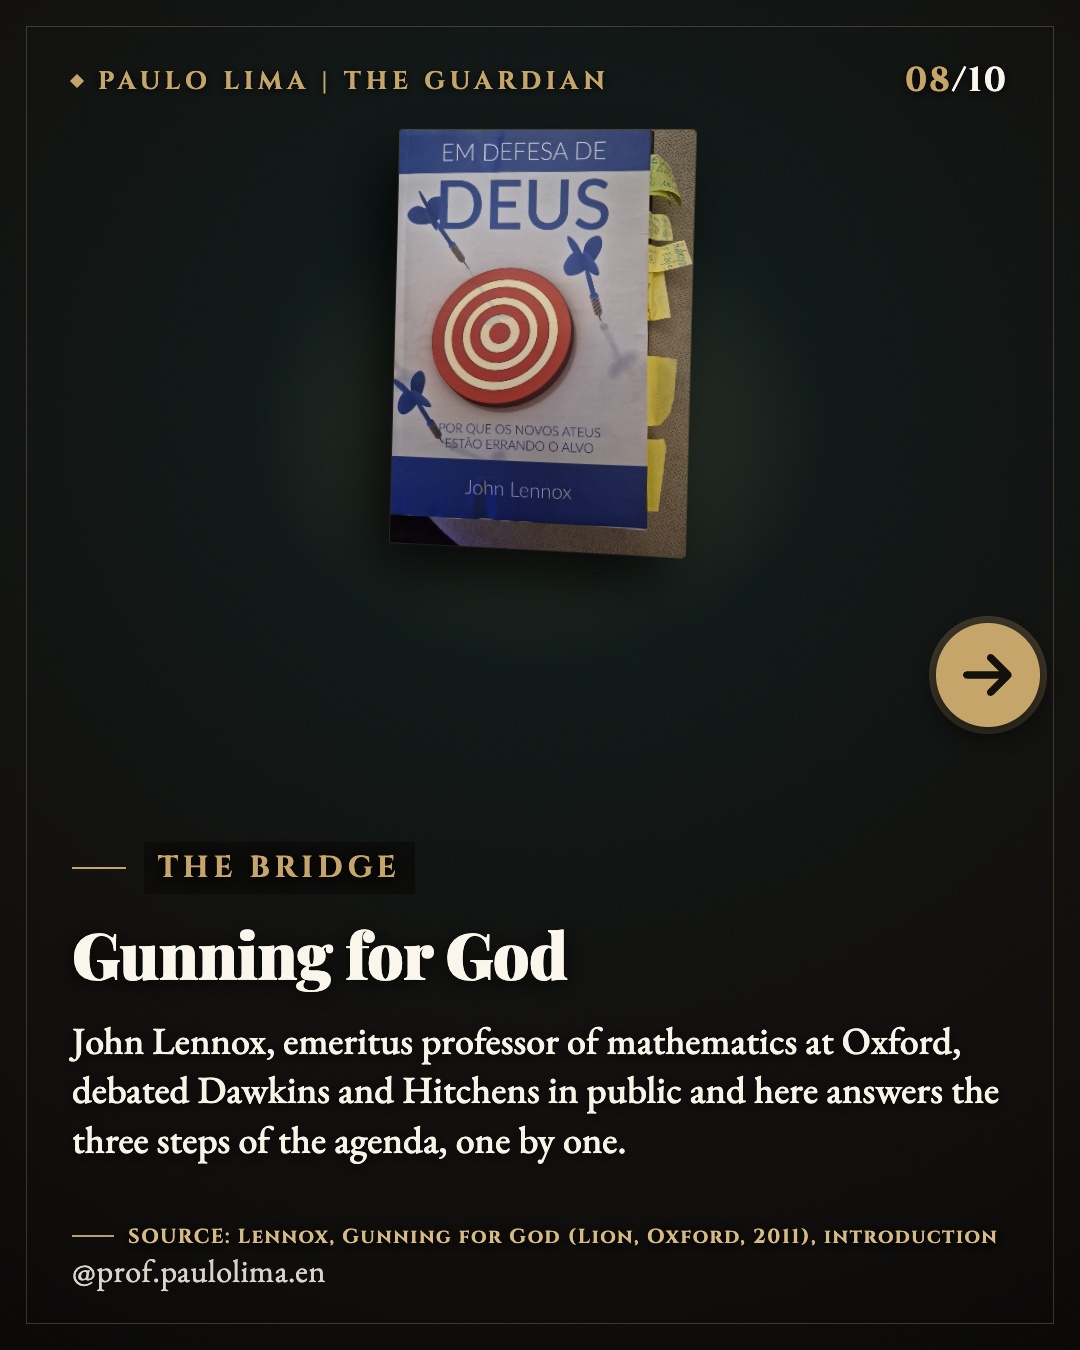 ◆ PAULO LIMA | THE GUARDIAN
08/10
EM DEFESA DE
DEUS
POR QUE OS NOVOS ATEUS
ESTÃO ERRANDO O ALVO
John Lennox
THE BRIDGE
Gunning for God
John Lennox, emeritus professor of mathematics at Oxford,
debated Dawkins and Hitchens in public and here answers the
three steps of the agenda, one by one.
SOURCE: Lennox, Gunning for God (Lion, Oxford, 2011), introduction
@prof.paulolima.en